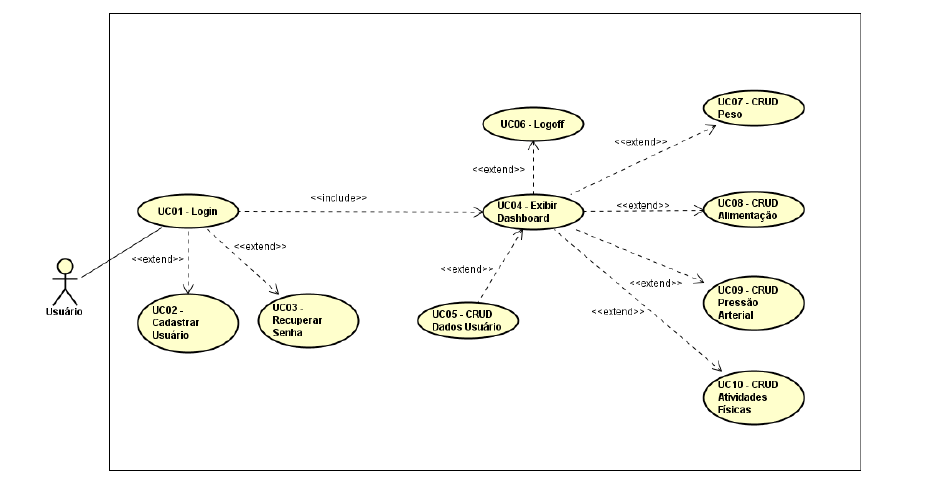 UC07 - CRUD
Peso
UC06 - Logoff
<<extend>>
<<extend>>
<<include>>
UC01 - Login
UC04 - Exibir
Dashboard
<<extend>>
UC08 - CRUD
Alimentação
<<extend>>
<<extend>>
<<extend>>
<<extend>>
UC09 - CRUD
Pressão
Arterial
Usuário
UC02 -
Cadastrar
Usuário
UC03 -
Recuperar
Senha
UC05 - CRUD
Dados Usuário
<<extend>>
UC10 - CRUD
Atividades
Físicas